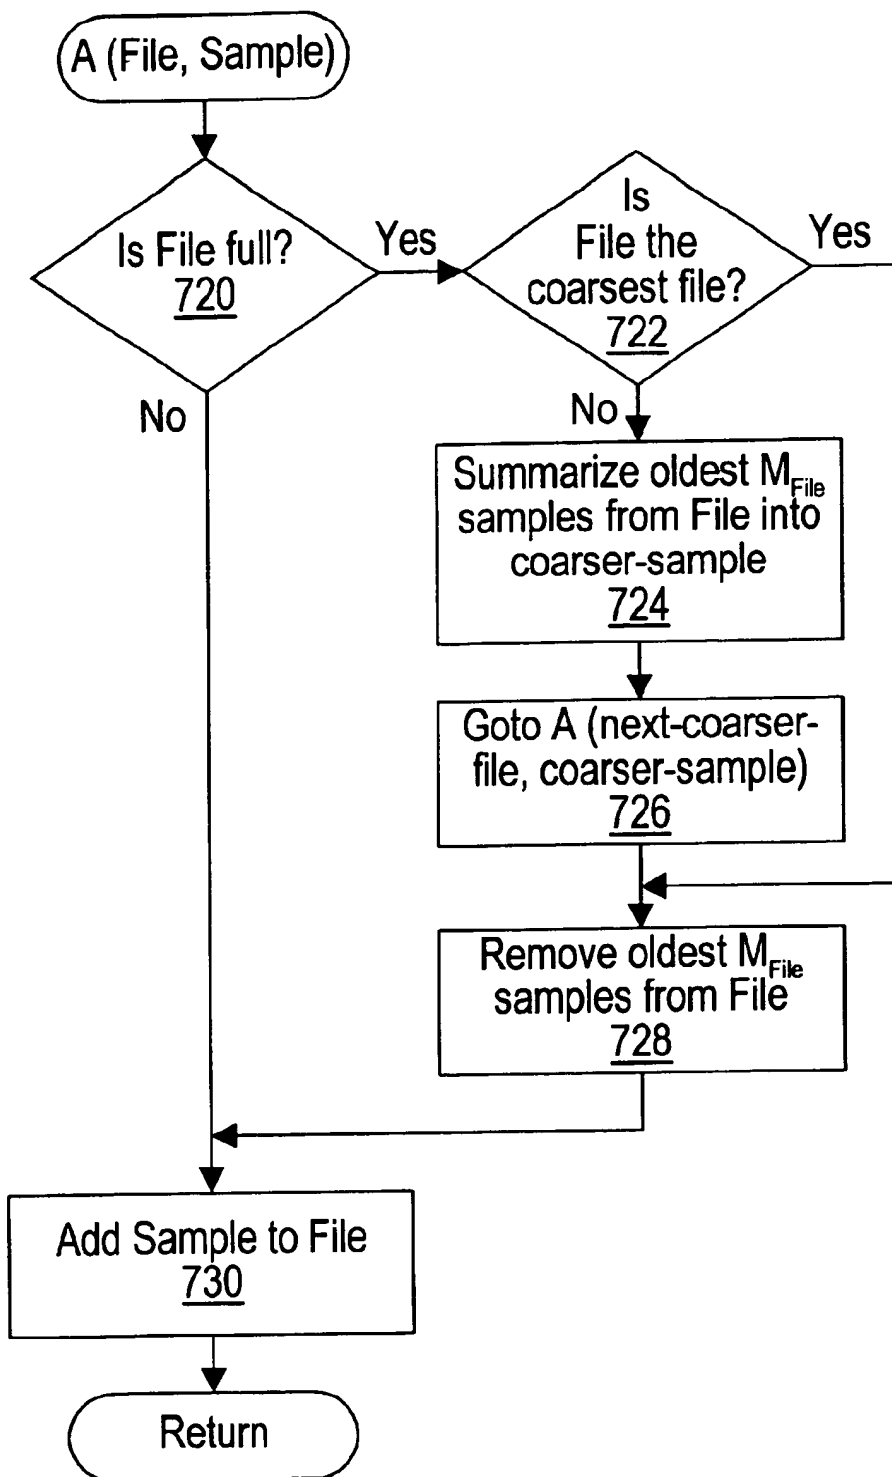 A (File, Sample)
Is File full?
720
Yes
No
Is
File the
coarsest file?
722
Yes
No
Summarize oldest M_File
samples from File into
coarser-sample
724
Goto A (next-coarser-
file, coarser-sample)
726
Remove oldest M_File
samples from File
728
Add Sample to File
730
Return